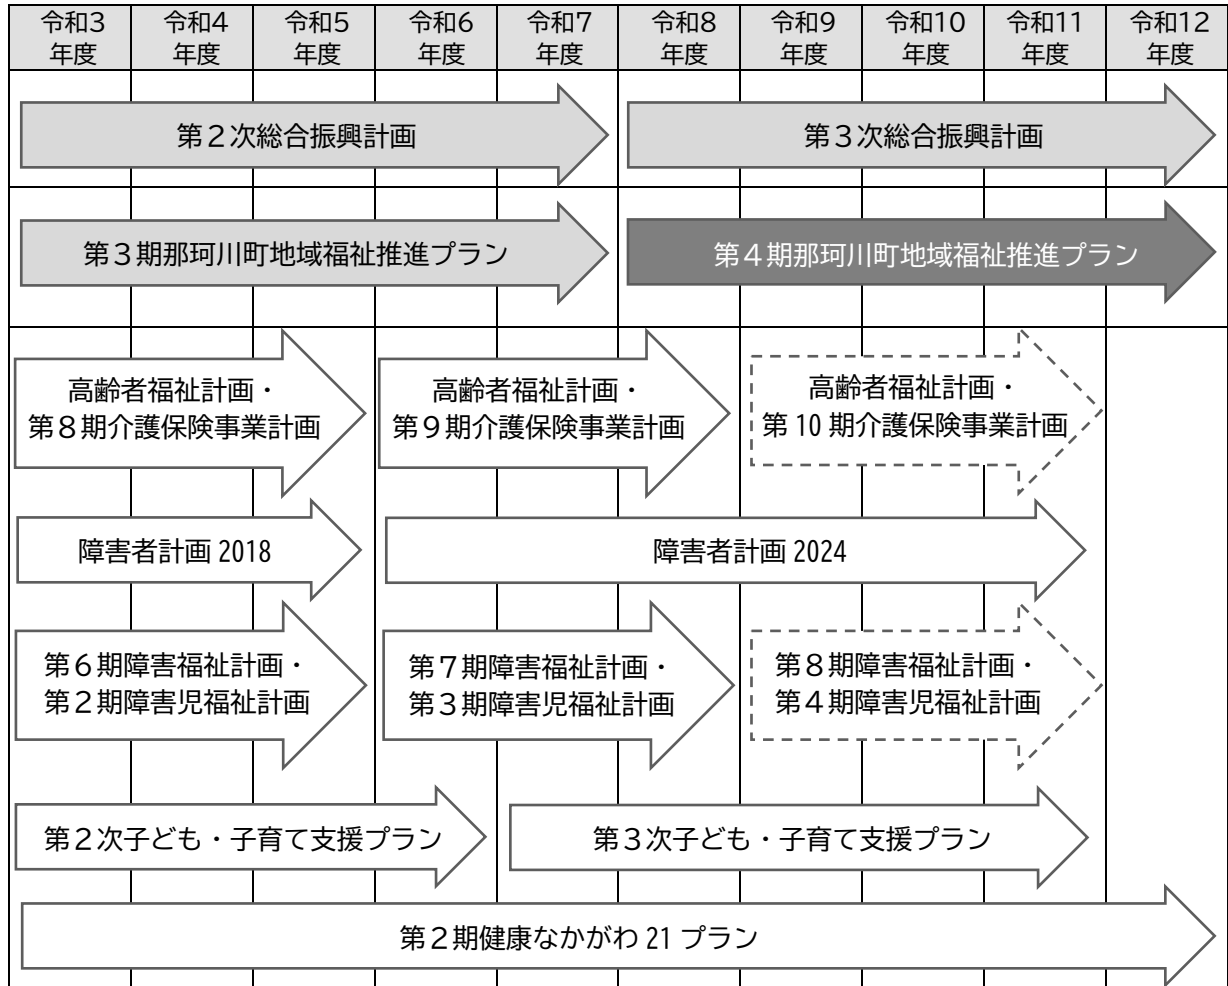 令和3
年度
令和4
年度
令和5
年度
令和6
年度
令和7
年度
令和8
年度
令和9
年度
令和10
年度
令和11
年度
令和12
年度
第２次総合振興計画
第３次総合振興計画
第３期那珂川町地域福祉推進プラン
第４期那珂川町地域福祉推進プラン
高齢者福祉計画・
第８期介護保険事業計画
高齢者福祉計画・
第９期介護保険事業計画
高齢者福祉計画・
第 10 期介護保険事業計画
障害者計画 2018
障害者計画 2024
第６期障害福祉計画・
第２期障害児福祉計画
第７期障害福祉計画・
第３期障害児福祉計画
第８期障害福祉計画・
第４期障害児福祉計画
第２次子ども・子育て支援プラン
第３次子ども・子育て支援プラン
第２期健康なかがわ 21 プラン